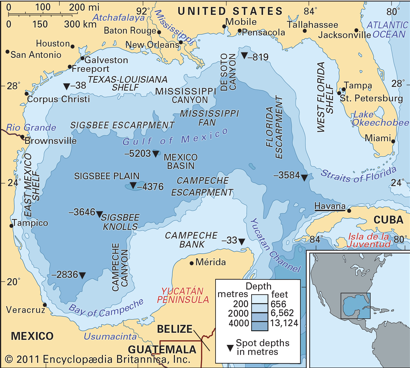 0 75 150 mi
0 150 300 km
92
UNITED STATES
Atchafalaya
Mississippi
Mobile
Tallahassee
Baton Rouge
Pensacola
Jacksonville
ATLANTIC
OCEAN
Houston
New Orleans
San Antonio
Galveston
Freeport
-819
28°
-38
TEXAS-LOUISIANA
SHELF
DE SOTO
CANYON
28°
Corpus Christi
MISSISSIPPI
CANYON
WEST FLORIDA
SHELF
Tampa
St. Petersburg
MISSISSIPPI
FAN
Lake
Okeechobee
Rio Grande
SIGSBEE ESCARPMENT
FLORIDA
ESCARPMENT
Brownsville
Gulf of Mexico
Miami
-5203
MEXICO
BASIN
EAST MEXICO
SHELF
SIGSBEE PLAIN
-4376
CAMPECHE
ESCARPMENT
-3584
Straits of Florida
24°
24
-3646
SIGSBEE
KNOLLS
Havana
CUBA
Tampico
CAMPECHE
BANK
-33
84°
80°
Isla de la
Juventud
Yucatan Channel
-2836
CAMPECHE
CANYON
Mérida
20°
YUCATÁN
PENINSULA
Bay of Campeche
Veracruz
Depth
metres feet
200 656
2000 6,562
4000 13,124
Spot depths
in metres
MEXICO
Usumacinta
BELIZE
GUATEMALA
© 2011 Encyclopædia Britannica, Inc.